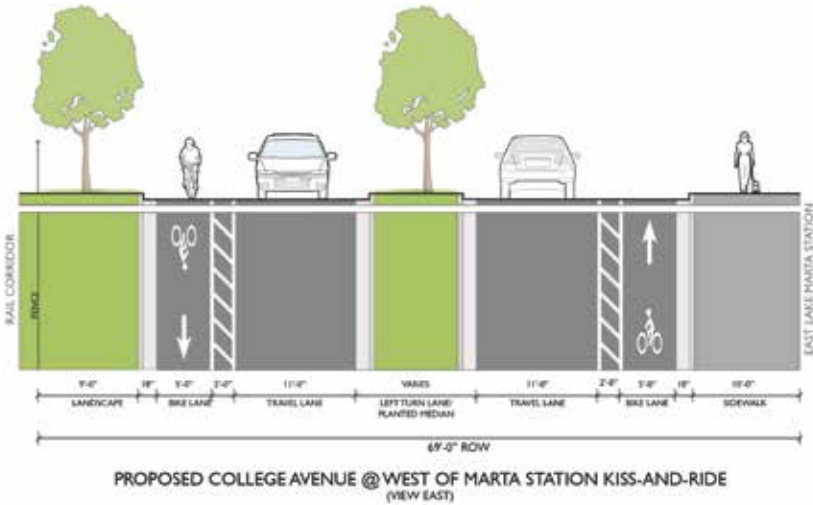 RAIL CORRIDOR
FENCE
EAST LAKE MARTA STATION
9'-0" 18" 5'-0" 2'-0" 11'-0" VARIES 11'-0" 2'-0" 5'-0" 18" 10'-0"
LANDSCAPE BIKE LANE TRAVEL LANE LEFT TURN LANE/ TRAVEL LANE BIKE LANE SIDEWALK
PLANTED MEDIAN
69'-0" ROW
PROPOSED COLLEGE AVENUE @ WEST OF MARTA STATION KISS-AND-RIDE
(VIEW EAST)